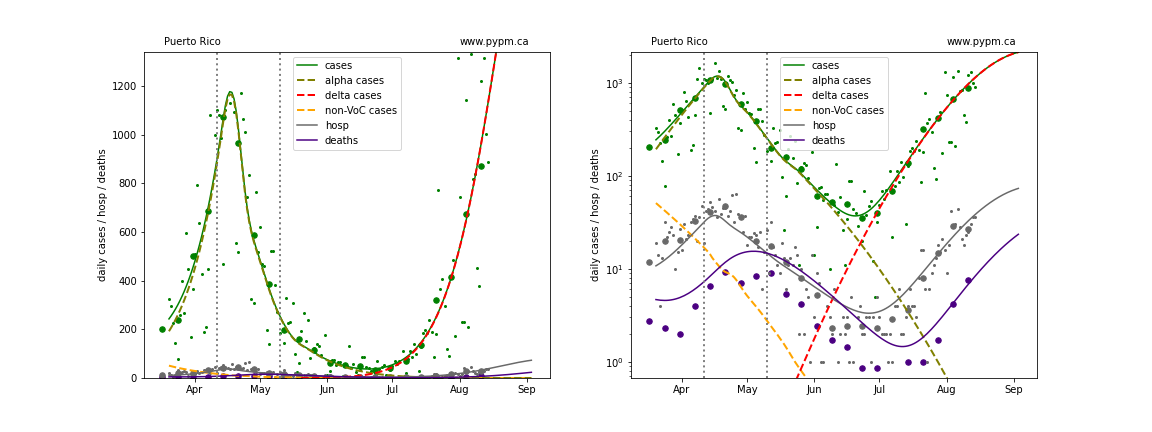 Puerto Rico www.pypm.ca
daily cases / hosp / deaths
1200
1000
800
600
400
200
0
Apr May Jun Jul Aug Sep
cases
alpha cases
delta cases
non-VoC cases
hosp
deaths
Puerto Rico www.pypm.ca
daily cases / hosp / deaths
10³
10²
10¹
10⁰
Apr May Jun Jul Aug Sep
cases
alpha cases
delta cases
non-VoC cases
hosp
deaths